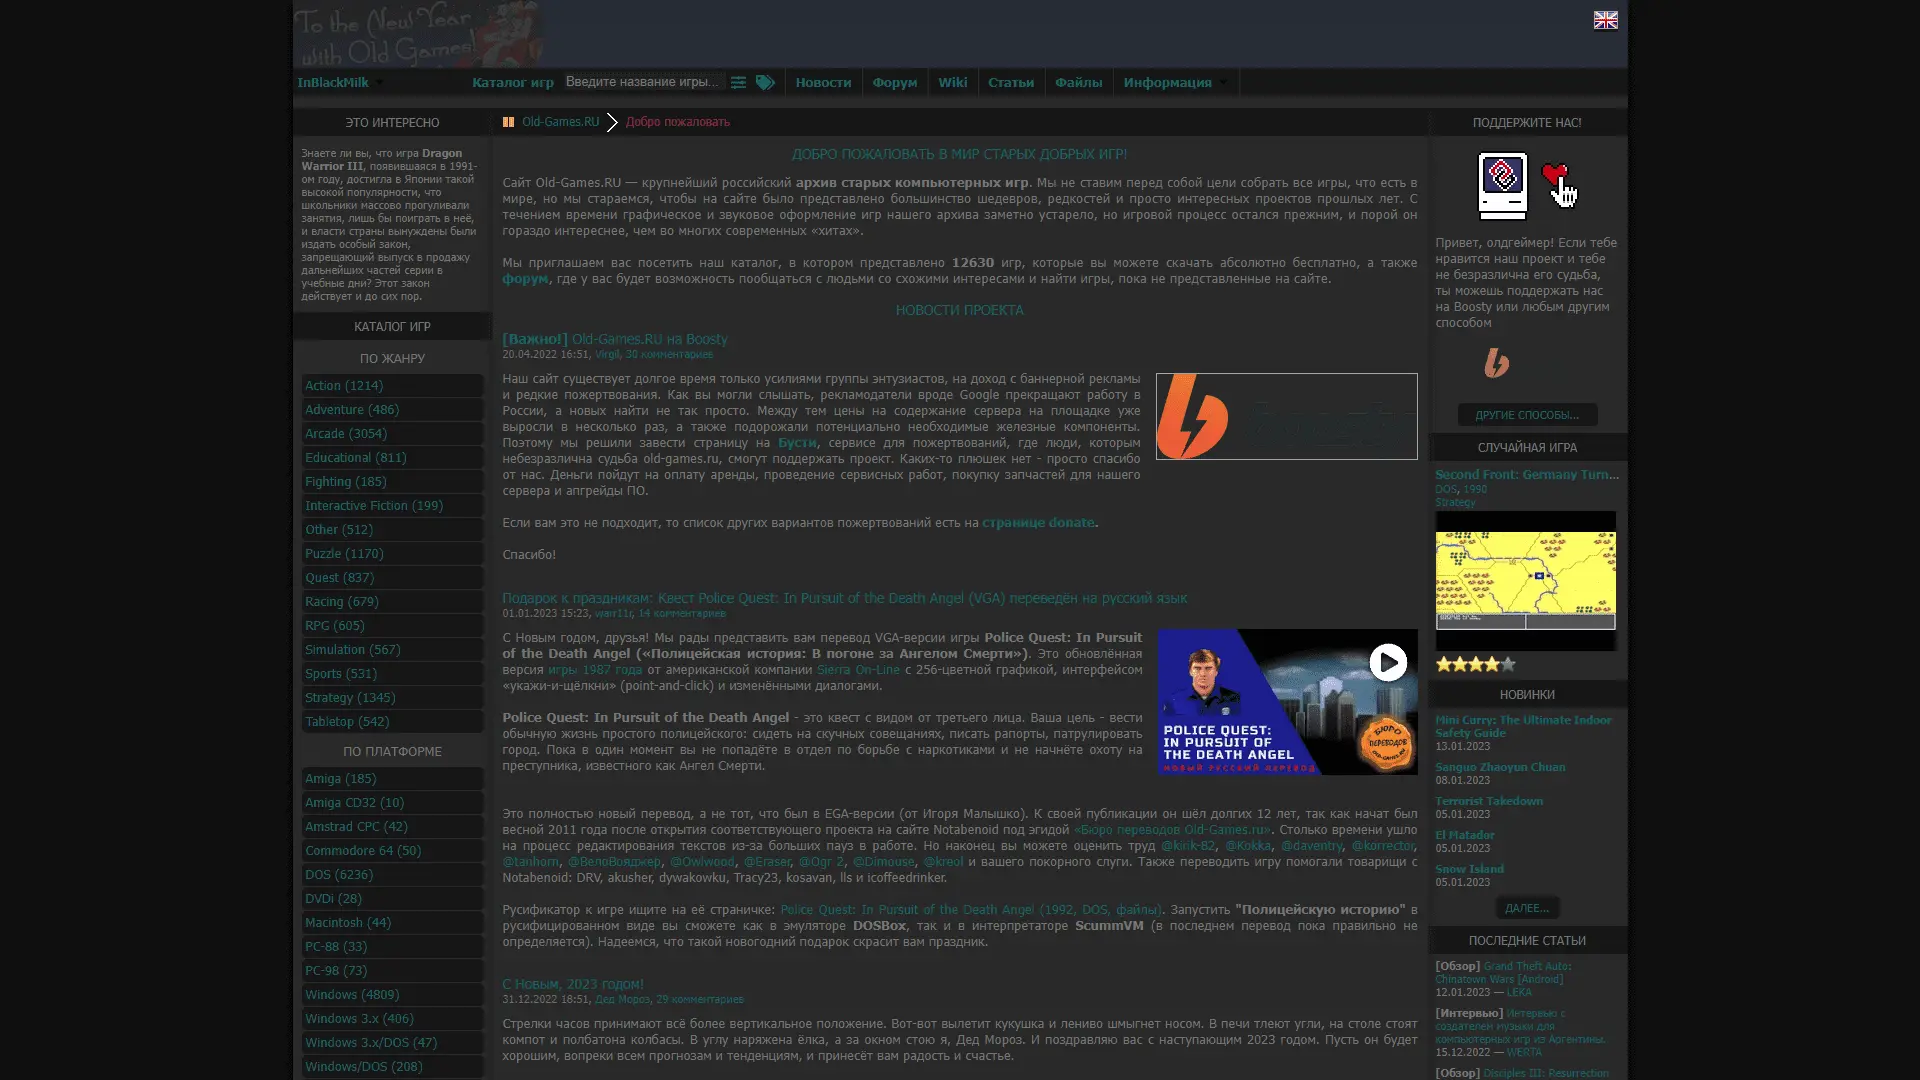 To the New Year
with Old Games!
InBlackMilk
Каталог игр
Введите название игры...
Новости
Форум
Wiki
Статьи
Файлы
Информация
ЭТО ИНТЕРЕСНО
Знаете ли вы, что игра Dragon
Warrior III, появившаяся в 1991-
ом году, достигла в Японии такой
высокой популярности, что
школьники массово прогуливали
занятия, лишь бы поиграть в неё,
и власти страны вынуждены были
издать особый закон,
запрещающий выпуск в продажу
дальнейших частей серии в
учебные дни? Этот закон
действует и до сих пор.
КАТАЛОГ ИГР
ПО ЖАНРУ
Action (1214)
Adventure (486)
Arcade (3054)
Educational (811)
Fighting (185)
Interactive Fiction (199)
Other (512)
Puzzle (1170)
Quest (837)
Racing (679)
RPG (605)
Simulation (567)
Sports (531)
Strategy (1345)
Tabletop (542)
ПО ПЛАТФОРМЕ
Amiga (185)
Amiga CD32 (10)
Amstrad CPC (42)
Commodore 64 (50)
DOS (6236)
DVDi (28)
Macintosh (44)
PC-88 (33)
PC-98 (73)
Windows (4809)
Windows 3.x (406)
Windows 3.x/DOS (47)
Windows/DOS (208)
Old-Games.RU
Добро пожаловать
ДОБРО ПОЖАЛОВАТЬ В МИР СТАРЫХ ДОБРЫХ ИГР!
Сайт Old-Games.RU — крупнейший российский архив старых компьютерных игр. Мы не ставим перед собой цели собрать все игры, что есть в
мире, но мы стараемся, чтобы на сайте было представлено большинство шедевров, редкостей и просто интересных проектов прошлых лет. С
течением времени графическое и звуковое оформление игр нашего архива заметно устарело, но игровой процесс остался прежним, и порой он
гораздо интереснее, чем во многих современных «хитах».
Мы приглашаем вас посетить наш каталог, в котором представлено 12630 игр, которые вы можете скачать абсолютно бесплатно, а также
форум, где у вас будет возможность пообщаться с людьми со схожими интересами и найти игры, пока не представленные на сайте.
НОВОСТИ ПРОЕКТА
[Важно!] Old-Games.RU на Boosty
20.04.2022 16:51, Virgil, 30 комментариев
Наш сайт существует долгое время только усилиями группы энтузиастов, на доход с баннерной рекламы
и редкие пожертвования. Как вы могли слышать, рекламодатели вроде Google прекращают работу в
России, а новых найти не так просто. Между тем цены на содержание сервера на площадке уже
выросли в несколько раз, а также подорожали потенциально необходимые железные компоненты.
Поэтому мы решили завести страницу на Бусти, сервисе для пожертвований, где люди, которым
небезразлична судьба old-games.ru, смогут поддержать проект. Каких-то плюшек нет - просто спасибо
от нас. Деньги пойдут на оплату аренды, проведение сервисных работ, покупку запчастей для нашего
сервера и апгрейды ПО.
Если вам это не подходит, то список других вариантов пожертвований есть на странице donate.
Спасибо!
Подарок к праздникам: Квест Police Quest: In Pursuit of the Death Angel (VGA) переведён на русский язык
01.01.2023 15:23, warr11r, 14 комментариев
С Новым годом, друзья! Мы рады представить вам перевод VGA-версии игры Police Quest: In Pursuit
of the Death Angel («Полицейская история: В погоне за Ангелом Смерти»). Это обновлённая
версия игры 1987 года от американской компании Sierra On-Line с 256-цветной графикой, интерфейсом
«укажи-и-щёлкни» (point-and-click) и изменёнными диалогами.
Police Quest: In Pursuit of the Death Angel - это квест с видом от третьего лица. Ваша цель - вести
обычную жизнь простого полицейского: сидеть на скучных совещаниях, писать рапорты, патрулировать
город. Пока в один момент вы не попадёте в отдел по борьбе с наркотиками и не начнёте охоту на
преступника, известного как Ангел Смерти.
POLICE QUEST:
IN PURSUIT OF
THE DEATH ANGEL
НОВЫЙ РУССКИЙ ПЕРЕВОД
БЮРО
ПЕРЕВОДОВ
OLD-GAMES.RU
Это полностью новый перевод, а не тот, что был в EGA-версии (от Игоря Малышко). К своей публикации он шёл долгих 12 лет, так как начат был
весной 2011 года после открытия соответствующего проекта на сайте Notabenoid под эгидой «Бюро переводов Old-Games.ru». Столько времени ушло
на процесс редактирования текстов из-за больших пауз в работе. Но наконец вы можете оценить труд @kirik-82, @Kokka, @daventry, @korrector,
@tanhorn, @ВелоВояджер, @Owlwood, @Eraser, @Ogr 2, @Dimouse, @kreol и вашего покорного слуги. Также переводить игру помогали товарищи с
Notabenoid: DRV, akusher, dywakowku, Tracy23, kosavan, lls и icoffeedrinker.
Русификатор к игре ищите на её страничке: Police Quest: In Pursuit of the Death Angel (1992, DOS, файлы). Запустить "Полицейскую историю" в
русифицированном виде вы сможете как в эмуляторе DOSBox, так и в интерпретаторе ScummVM (в последнем перевод пока правильно не
определяется). Надеемся, что такой новогодний подарок скрасит вам праздник.
С Новым, 2023 годом!
31.12.2022 18:51, Дед Мороз, 29 комментариев
Стрелки часов принимают всё более вертикальное положение. Вот-вот вылетит кукушка и лениво шмыгнет носом. В печи тлеют угли, на столе стоят
компот и полбатона колбасы. В углу наряжена ёлка, а за окном стою я, Дед Мороз. И поздравляю вас с наступающим 2023 годом. Пусть он будет
хорошим, вопреки всем прогнозам и тенденциям, и принесёт вам радость и счастье.
ПОДДЕРЖИТЕ НАС!
Привет, олдгеймер! Если тебе
нравится наш проект и тебе
не безразлична его судьба,
ты можешь поддержать нас
на Boosty или любым другим
способом
ДРУГИЕ СПОСОБЫ...
СЛУЧАЙНАЯ ИГРА
Second Front: Germany Turn...
DOS, 1990
Strategy
НОВИНКИ
Mini Curry: The Ultimate Indoor
Safety Guide
13.01.2023
Sanguo Zhaoyun Chuan
08.01.2023
Terrorist Takedown
05.01.2023
El Matador
05.01.2023
Snow Island
05.01.2023
ДАЛЕЕ...
ПОСЛЕДНИЕ СТАТЬИ
[Обзор] Grand Theft Auto:
Chinatown Wars [Android]
12.01.2023 — LEKA
[Интервью] Интервью с
создателем музыки для
компьютерных игр из Аргентины.
15.12.2022 — WERTA
[Обзор] Disciples III: Resurrection